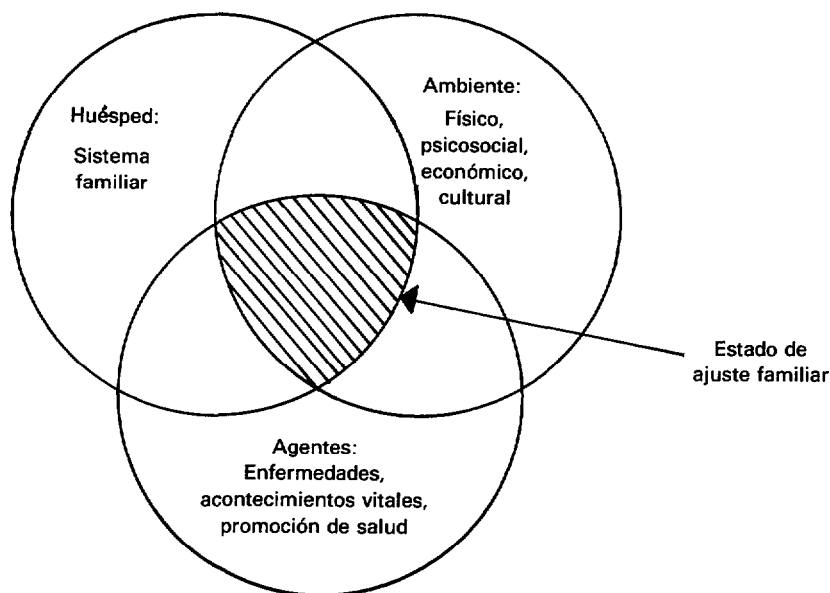 Huésped:
Sistema
familiar
Ambiente:
Físico,
psicosocial,
económico,
cultural
Estado de
ajuste familiar
Agentes:
Enfermedades,
acontecimientos vitales,
promoción de salud